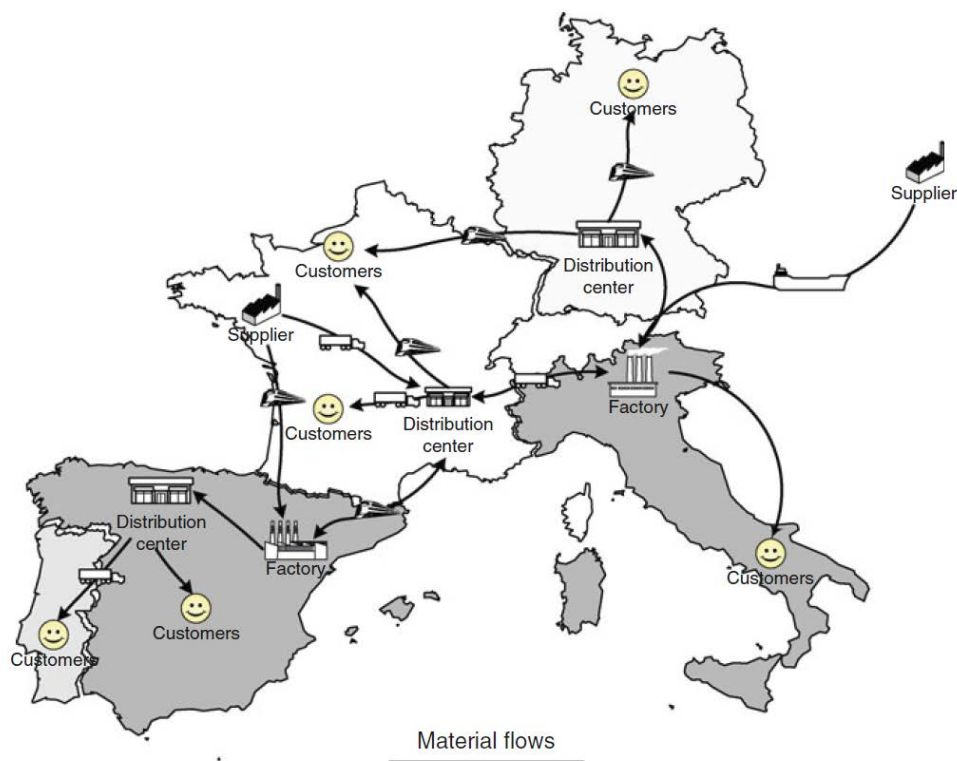 Customers
Supplier
Customers
Distribution
center
Supplier
Factory
Customers
Distribution
center
Distribution
center
Factory
Customers
Customers
Customers
Material flows